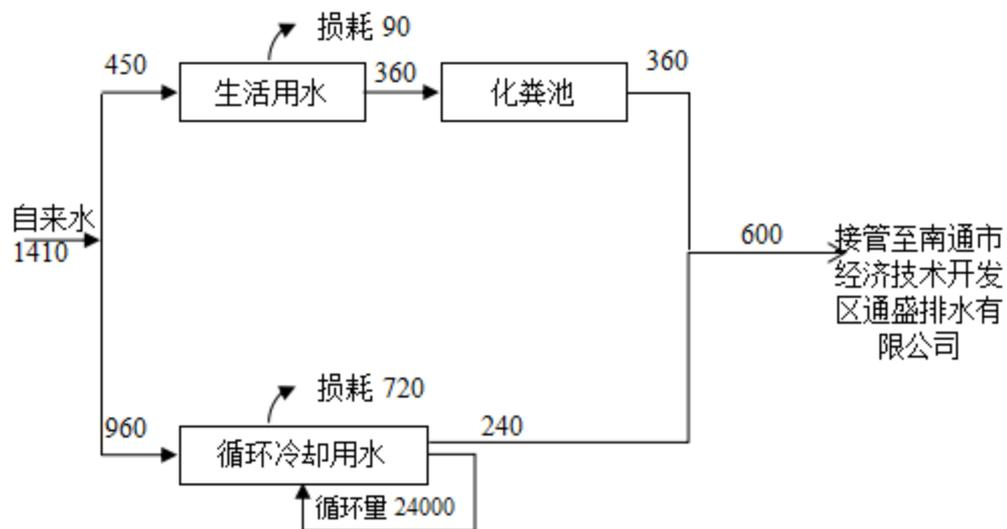 损耗 90
450
生活用水
360
化粪池
360
自来水
1410
600
接管至南通市
经济技术开发
区通盛排水有
限公司
损耗 720
960
循环冷却用水
240
循环量 24000